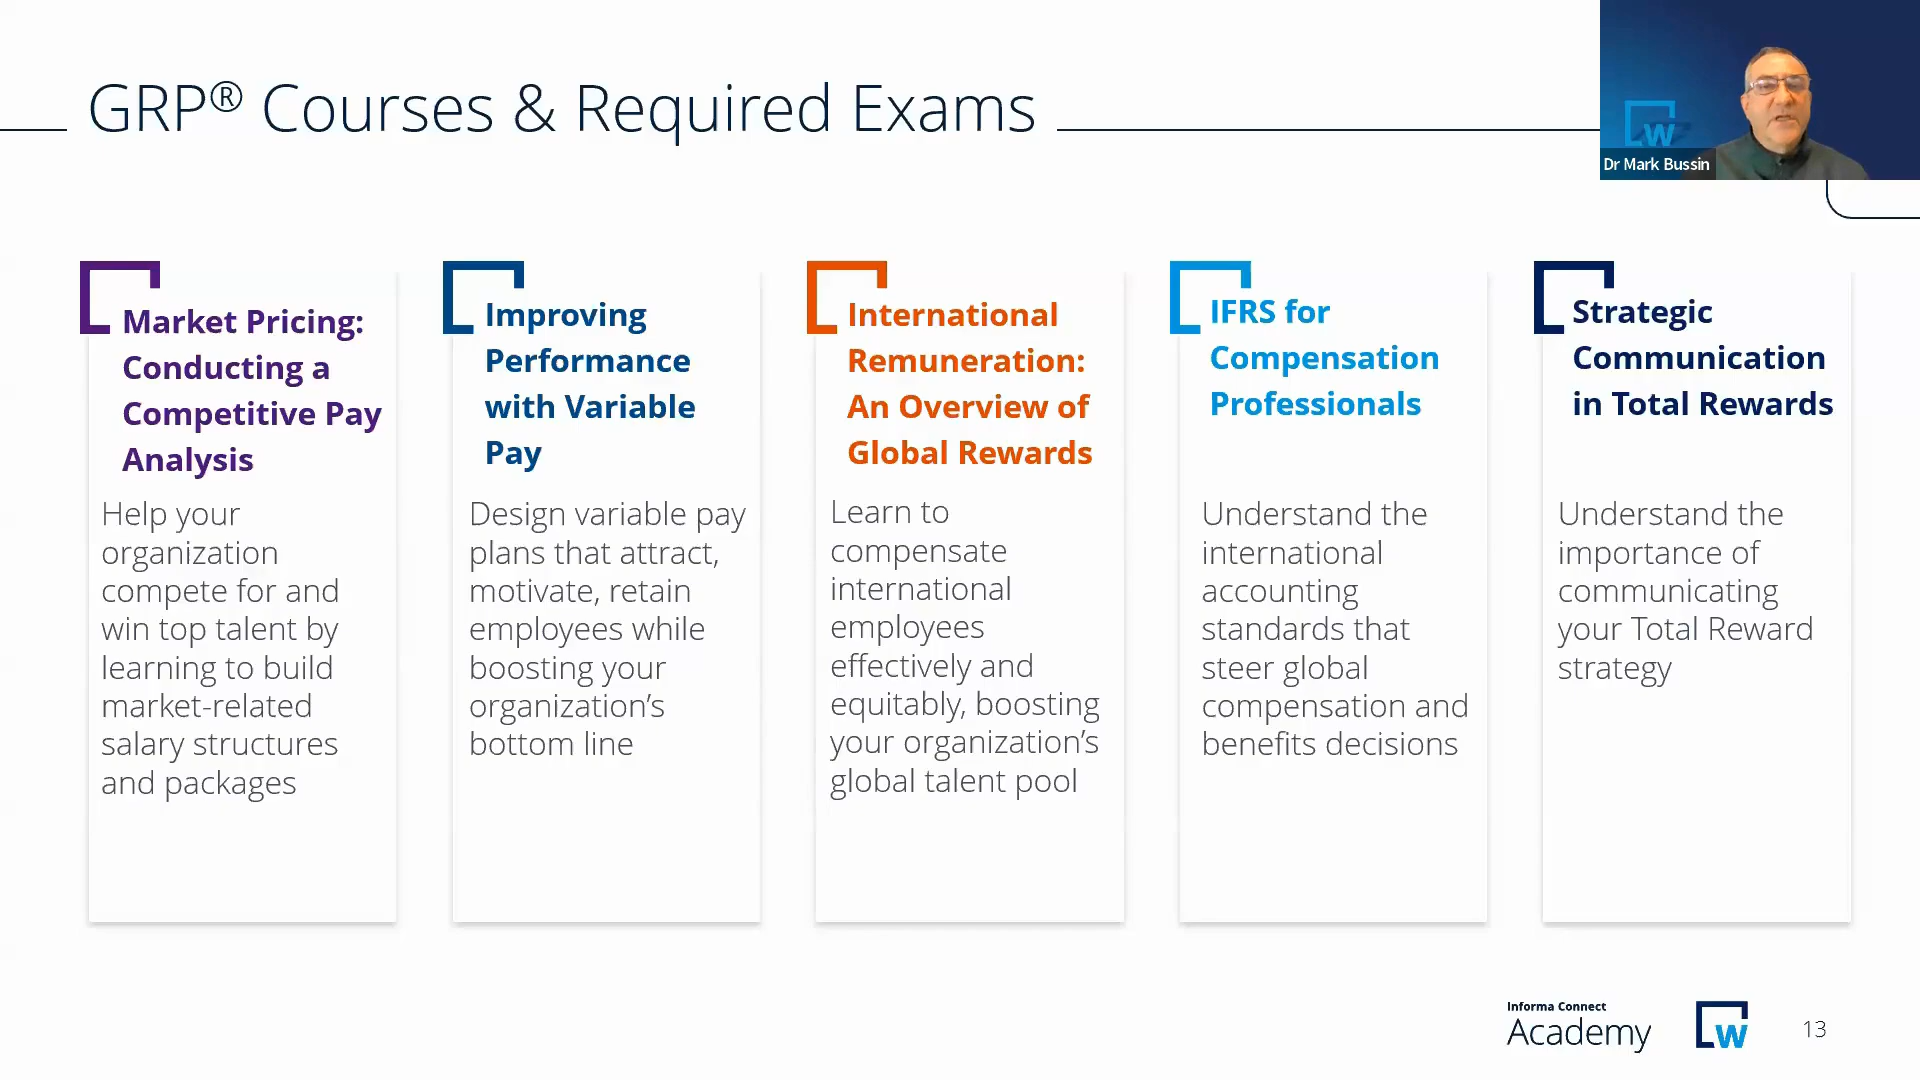 GRP® Courses & Required Exams
Dr Mark Bussin
Market Pricing:
Conducting a
Competitive Pay
Analysis
Help your
organization
compete for and
win top talent by
learning to build
market-related
salary structures
and packages
Improving
Performance
with Variable
Pay
Design variable pay
plans that attract,
motivate, retain
employees while
boosting your
organization’s
bottom line
International
Remuneration:
An Overview of
Global Rewards
Learn to
compensate
international
employees
effectively and
equitably, boosting
your organization’s
global talent pool
IFRS for
Compensation
Professionals
Understand the
international
accounting
standards that
steer global
compensation and
benefits decisions
Strategic
Communication
in Total Rewards
Understand the
importance of
communicating
your Total Reward
strategy
Informa Connect
Academy
W
13
W